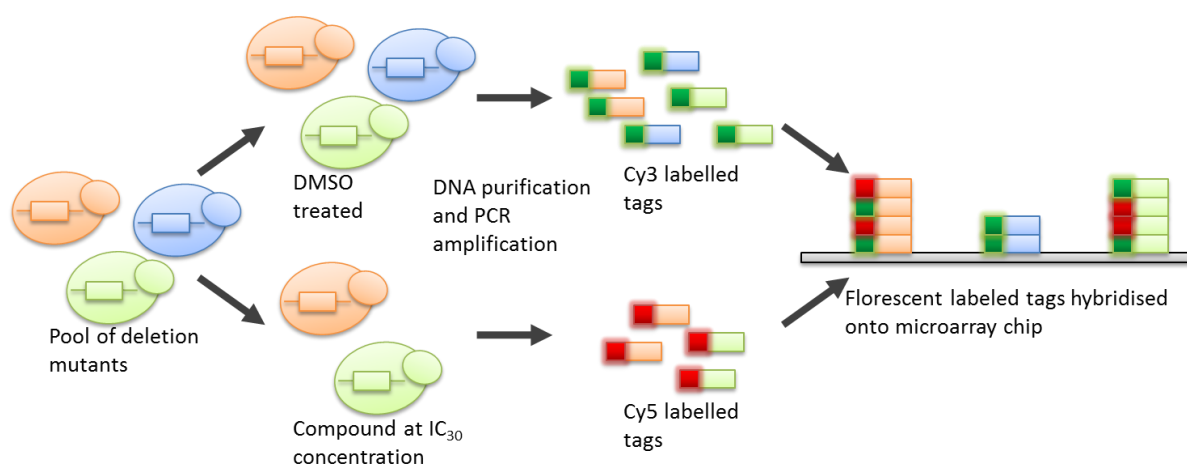 DMSO
treated
DNA purification
and PCR
amplification
Cy3 labelled
tags
Pool of deletion
mutants
Compound at IC₃₀
concentration
Cy5 labelled
tags
Florescent labeled tags hybridised
onto microarray chip